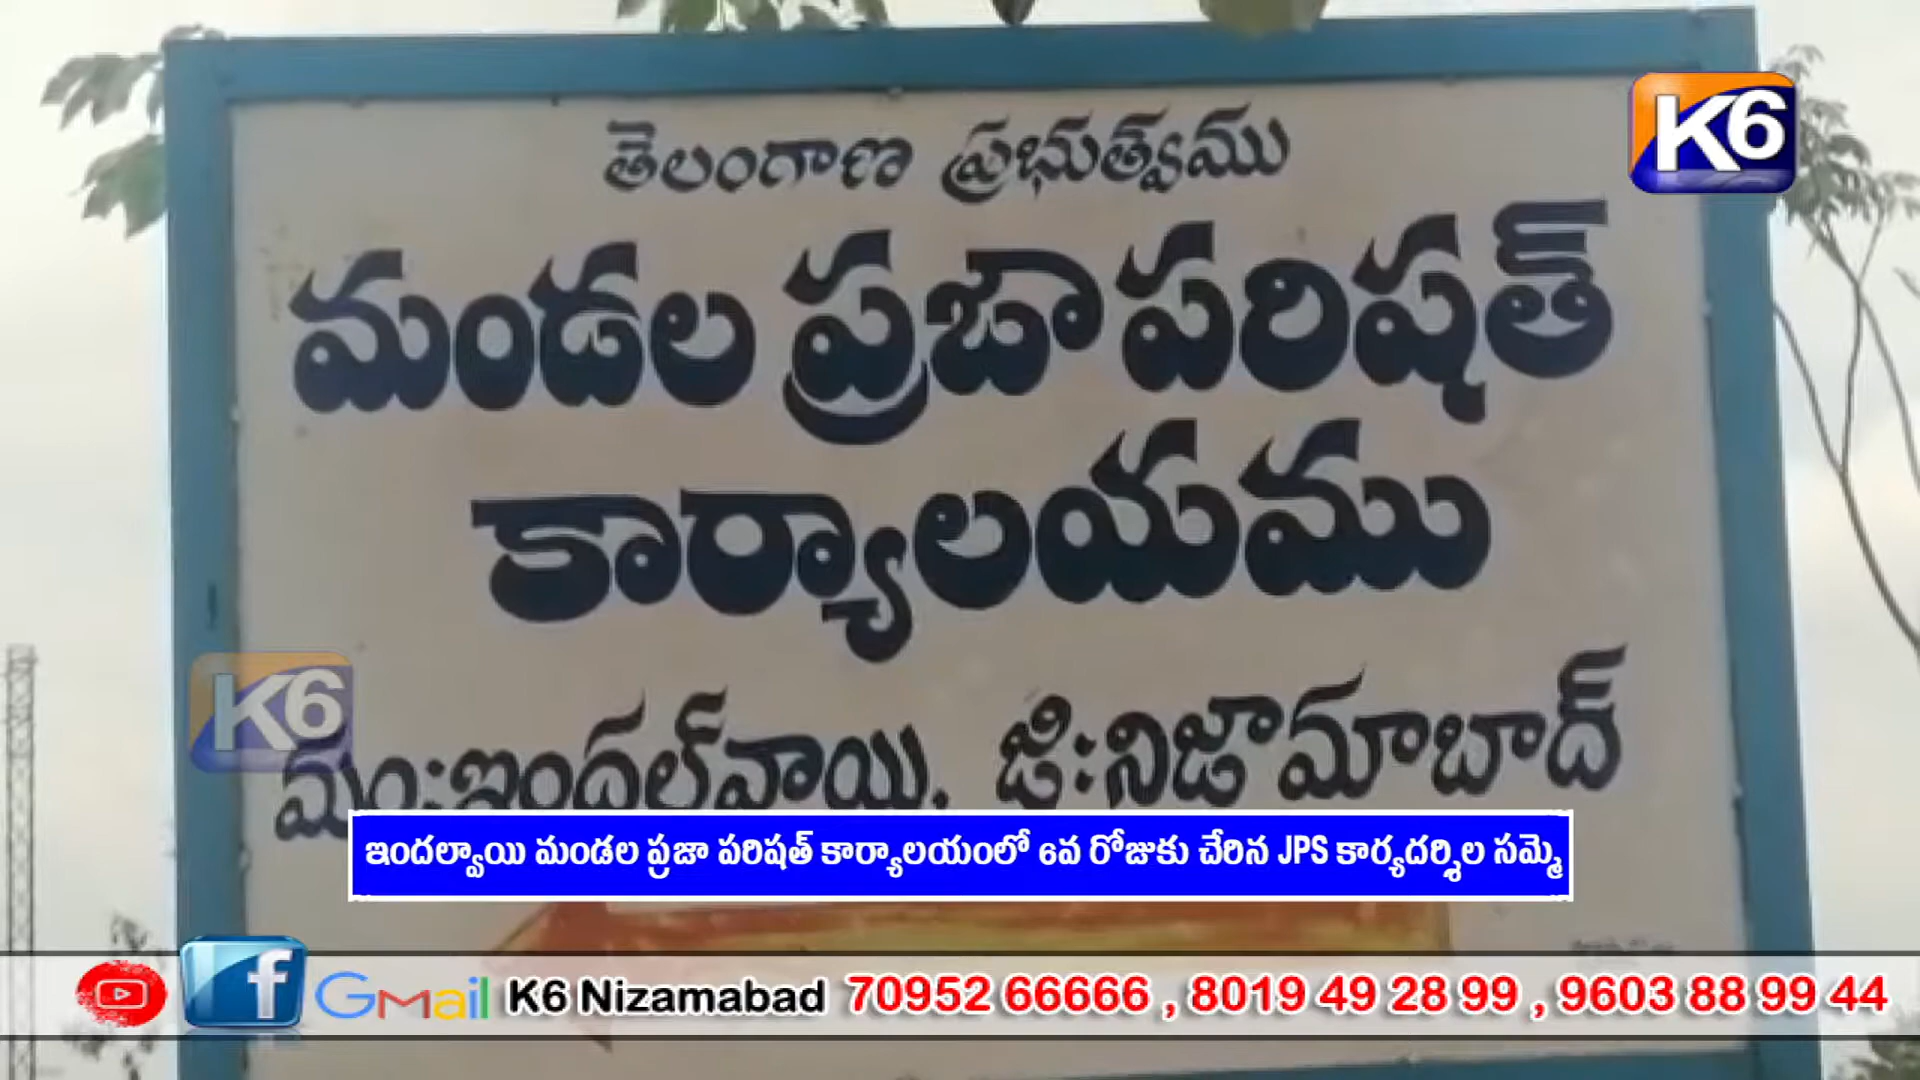 తెలంగాణ ప్రభుత్వము
K6
మండల ప్రజా పరిషత్
కార్యాలయము
K6
మం:ఇందల్‌వాయి, జి:నిజామాబాద్
ఇందల్వాయి మండల ప్రజా పరిషత్ కార్యాలయంలో 6వ రోజుకు చేరిన JPS కార్యదర్శిల సమ్మె
f GMail K6 Nizamabad 70952 66666 , 8019 49 28 99 , 9603 88 99 44